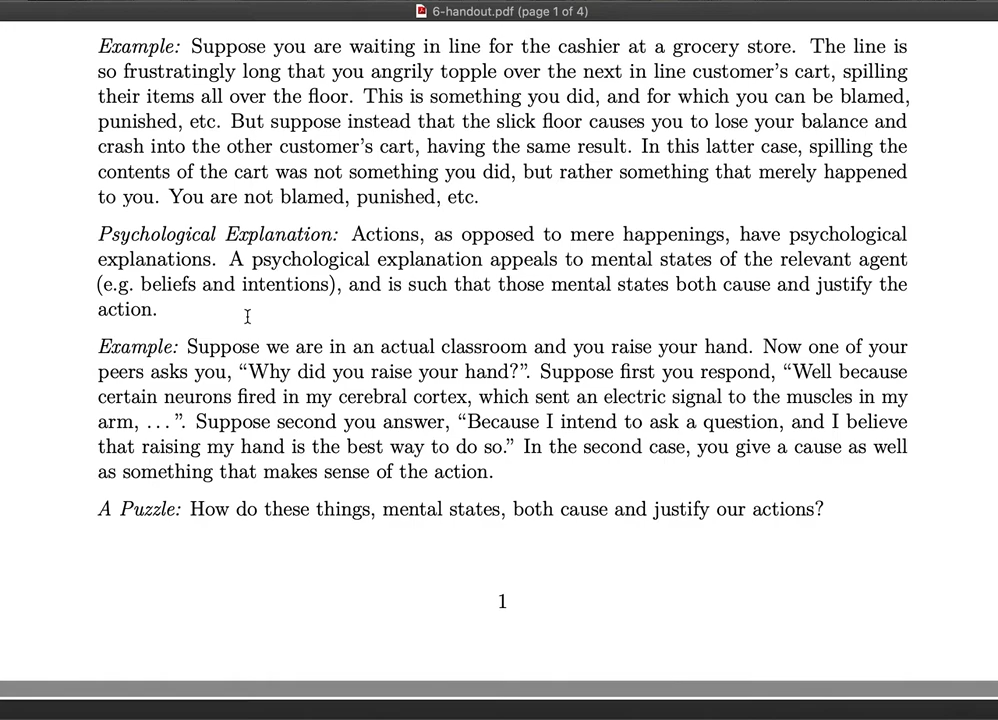 6-handout.pdf (page 1 of 4)
Example: Suppose you are waiting in line for the cashier at a grocery store. The line is
so frustratingly long that you angrily topple over the next in line customer’s cart, spilling
their items all over the floor. This is something you did, and for which you can be blamed,
punished, etc. But suppose instead that the slick floor causes you to lose your balance and
crash into the other customer’s cart, having the same result. In this latter case, spilling the
contents of the cart was not something you did, but rather something that merely happened
to you. You are not blamed, punished, etc.
Psychological Explanation: Actions, as opposed to mere happenings, have psychological
explanations. A psychological explanation appeals to mental states of the relevant agent
(e.g. beliefs and intentions), and is such that those mental states both cause and justify the
action.
Example: Suppose we are in an actual classroom and you raise your hand. Now one of your
peers asks you, “Why did you raise your hand?”. Suppose first you respond, “Well because
certain neurons fired in my cerebral cortex, which sent an electric signal to the muscles in my
arm, ...”. Suppose second you answer, “Because I intend to ask a question, and I believe
that raising my hand is the best way to do so.” In the second case, you give a cause as well
as something that makes sense of the action.
A Puzzle: How do these things, mental states, both cause and justify our actions?
1